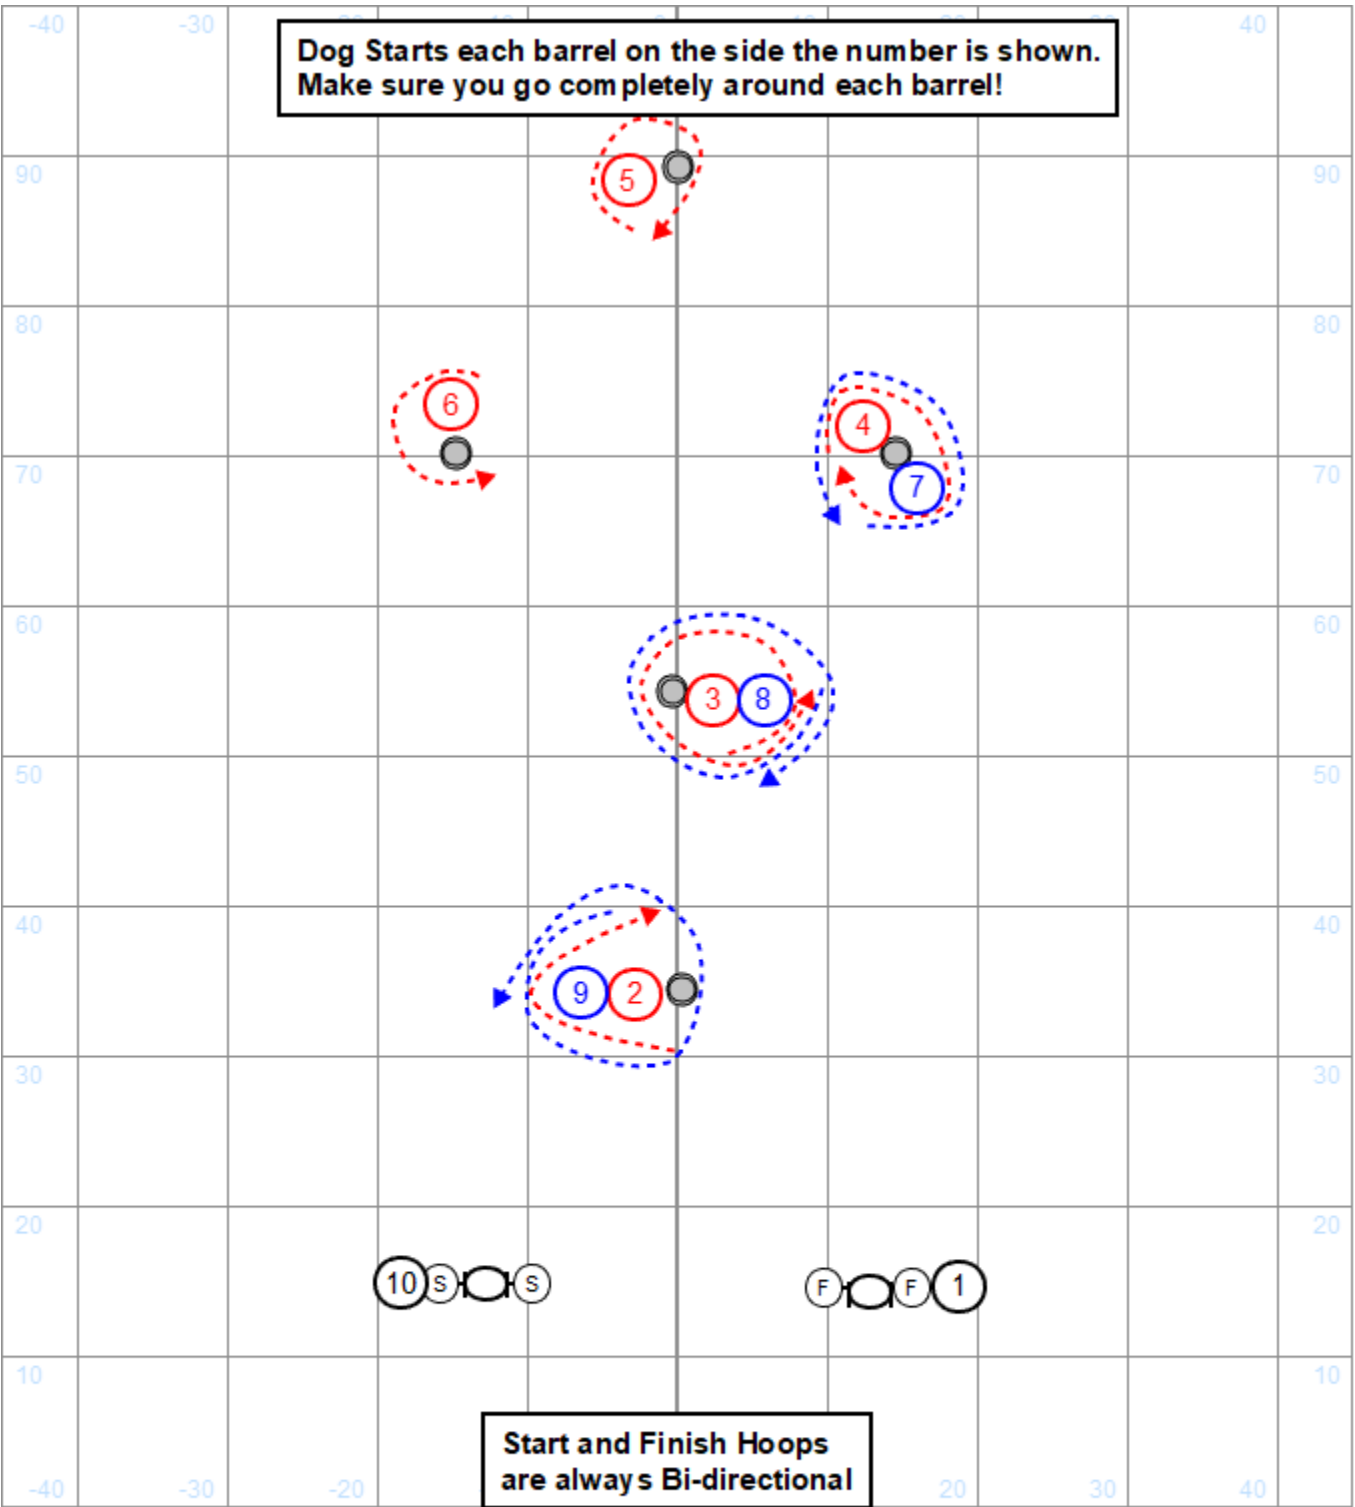 -40 -30 40
Dog Starts each barrel on the side the number is shown.
Make sure you go completely around each barrel!
90 5 90
80 80
6 4
70 7 70
60 60
3 8
50 50
40 40
9 2
30 30
20 20
10 S S F F 1
10 10
Start and Finish Hoops
are always Bi-directional
-40 -30 -20 20 30 40